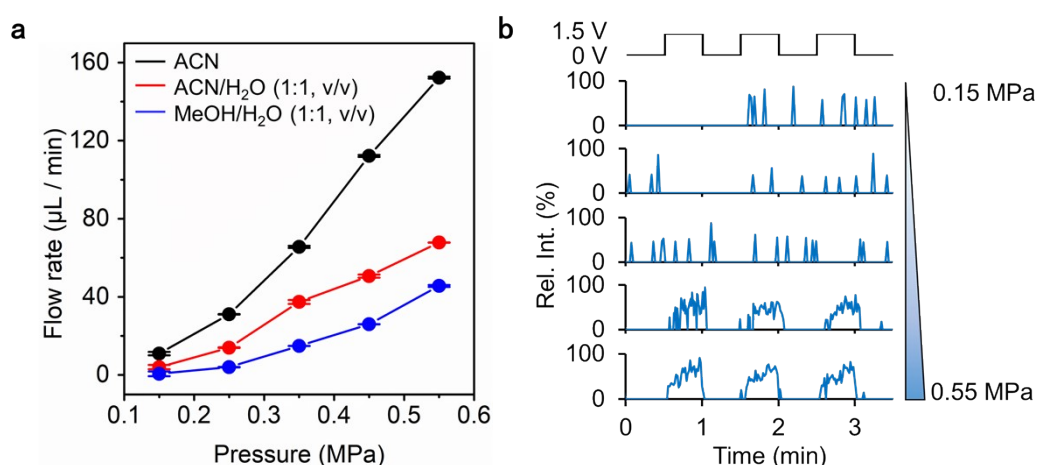 a
Flow rate (µL / min)
160
120
80
40
0
ACN
ACN/H2O (1:1, v/v)
MeOH/H2O (1:1, v/v)
0.1 0.2 0.3 0.4 0.5 0.6
Pressure (MPa)
b
1.5 V
0 V
Rel. Int. (%)
100
0
100
0
100
0
100
0
100
0
0.15 MPa
0.55 MPa
0 1 2 3
Time (min)